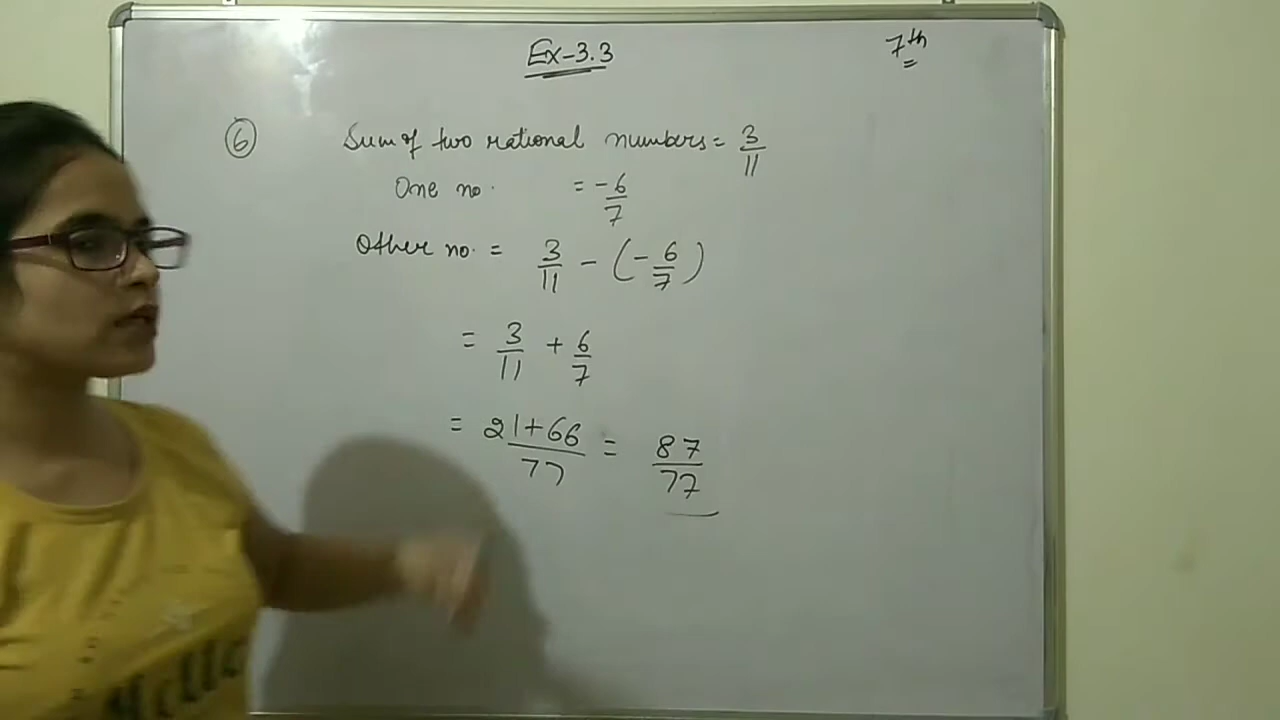 Ex-3.3
7th
6 Sum of two rational numbers = 3/11
One no. = -6/7
Other no. = 3/11 - (-6/7)
= 3/11 + 6/7
= 21+66/77 = 87/77